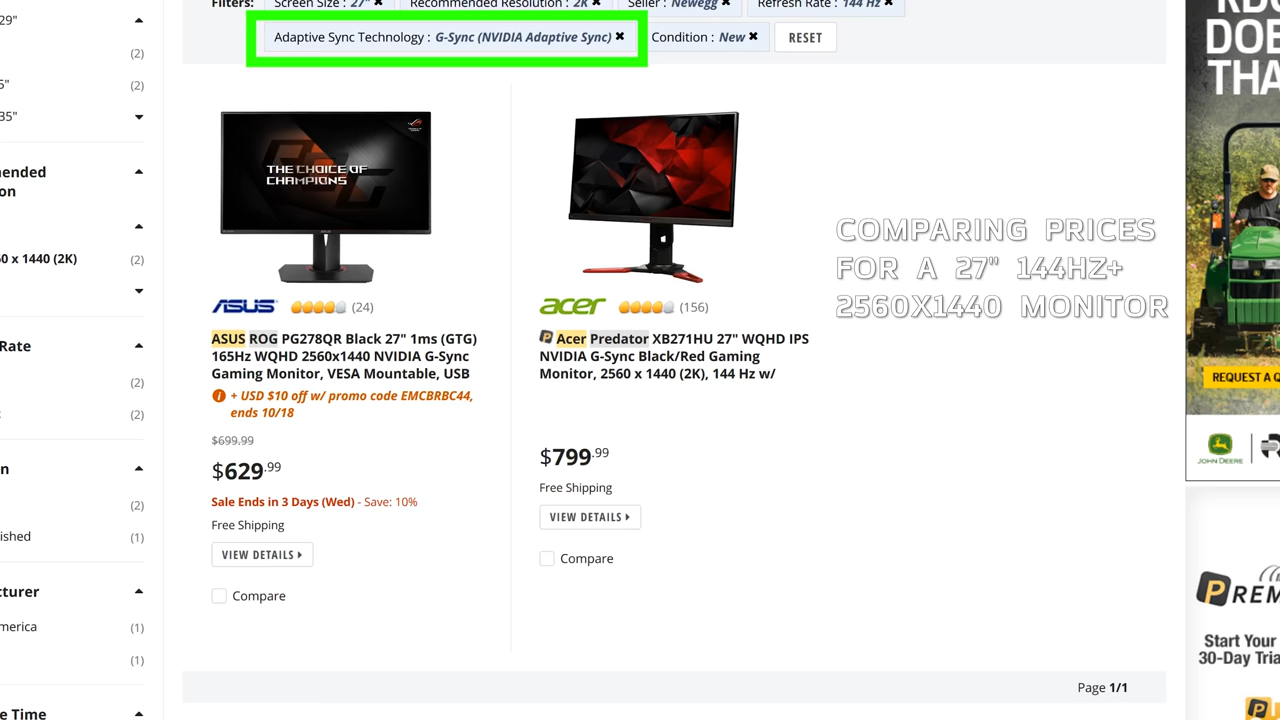 Filters: Screen Size : 27" ✖ Recommended Resolution : 2K ✖ Seller : Newegg ✖ Refresh Rate : 144 Hz ✖
Adaptive Sync Technology : G-Sync (NVIDIA Adaptive Sync) ✖ Condition : New ✖ RESET
29"
(2)
5" (2)
35"
ended
on
60 x 1440 (2K) (2)
Rate
(2)
(2)
n
(2)
ished (1)
turer
merica (1)
(1)
e Time
THE CHOICE OF
CHAMPIONS
ASUS (24)
ASUS ROG PG278QR Black 27" 1ms (GTG)
165Hz WQHD 2560x1440 NVIDIA G-Sync
Gaming Monitor, VESA Mountable, USB
+ USD $10 off w/ promo code EMCBRBC44,
ends 10/18
$699.99
$629.99
Sale Ends in 3 Days (Wed) - Save: 10%
Free Shipping
VIEW DETAILS
Compare
acer (156)
Acer Predator XB271HU 27" WQHD IPS
NVIDIA G-Sync Black/Red Gaming
Monitor, 2560 x 1440 (2K), 144 Hz w/
$799.99
Free Shipping
VIEW DETAILS
Compare
COMPARING PRICES
FOR A 27" 144HZ+
2560X1440 MONITOR
Page 1/1
DOE
THA
REQUEST A Q
JOHN DEERE
PREM
Start Your
30-Day Tria